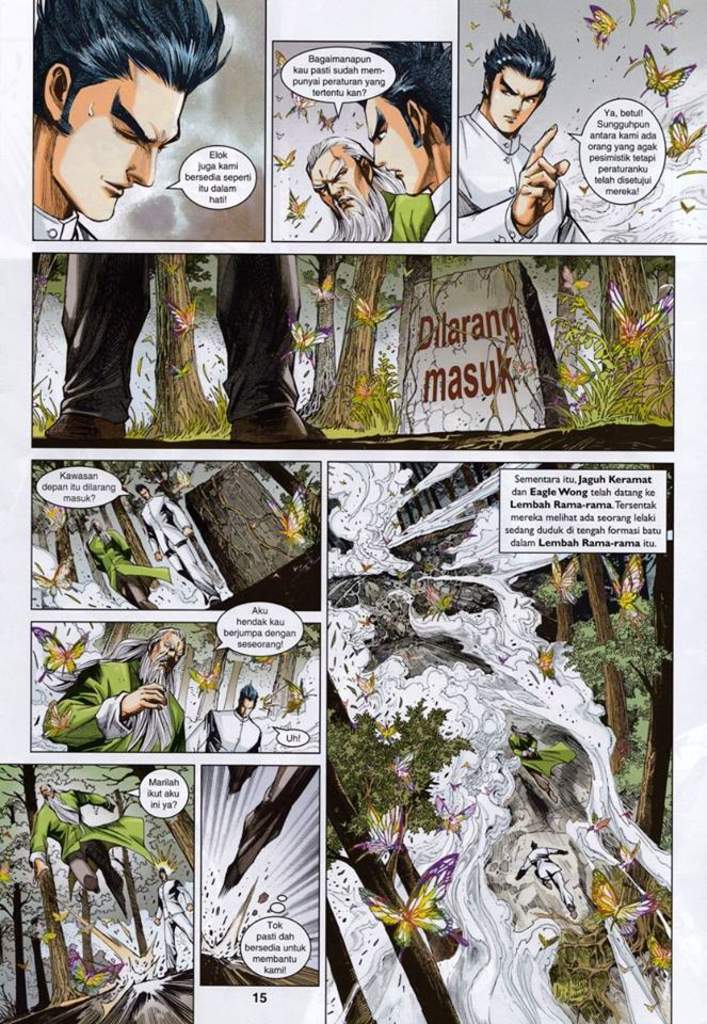 Elok
juga kami
bersedia seperti
itu dalam
hati!
Bagaimanapun
kau pasti sudah mem-
punyai peraturan yang
tertentu kan?
Ya, betul!
Sungguhpun
antara kami ada
orang yang agak
pesimistik tetapi
peraturanku
telah disetujui
mereka!
Dilarang
masuk
Kawasan
depan itu dilarang
masuk?
Aku
hendak kau
berjumpa dengan
seseorang!
Uh!
Marilah
ikut aku
ini ya?
Tok
pasti dah
bersedia untuk
membantu
Kami!
Sementara itu, Jaguh Keramat
dan Eagle Wong telah datang ke
Lembah Rama-rama. Tersentak
mereka melihat ada seorang lelaki
sedang duduk di tengah formasi batu
dalam Lembah Rama-rama itu.
15